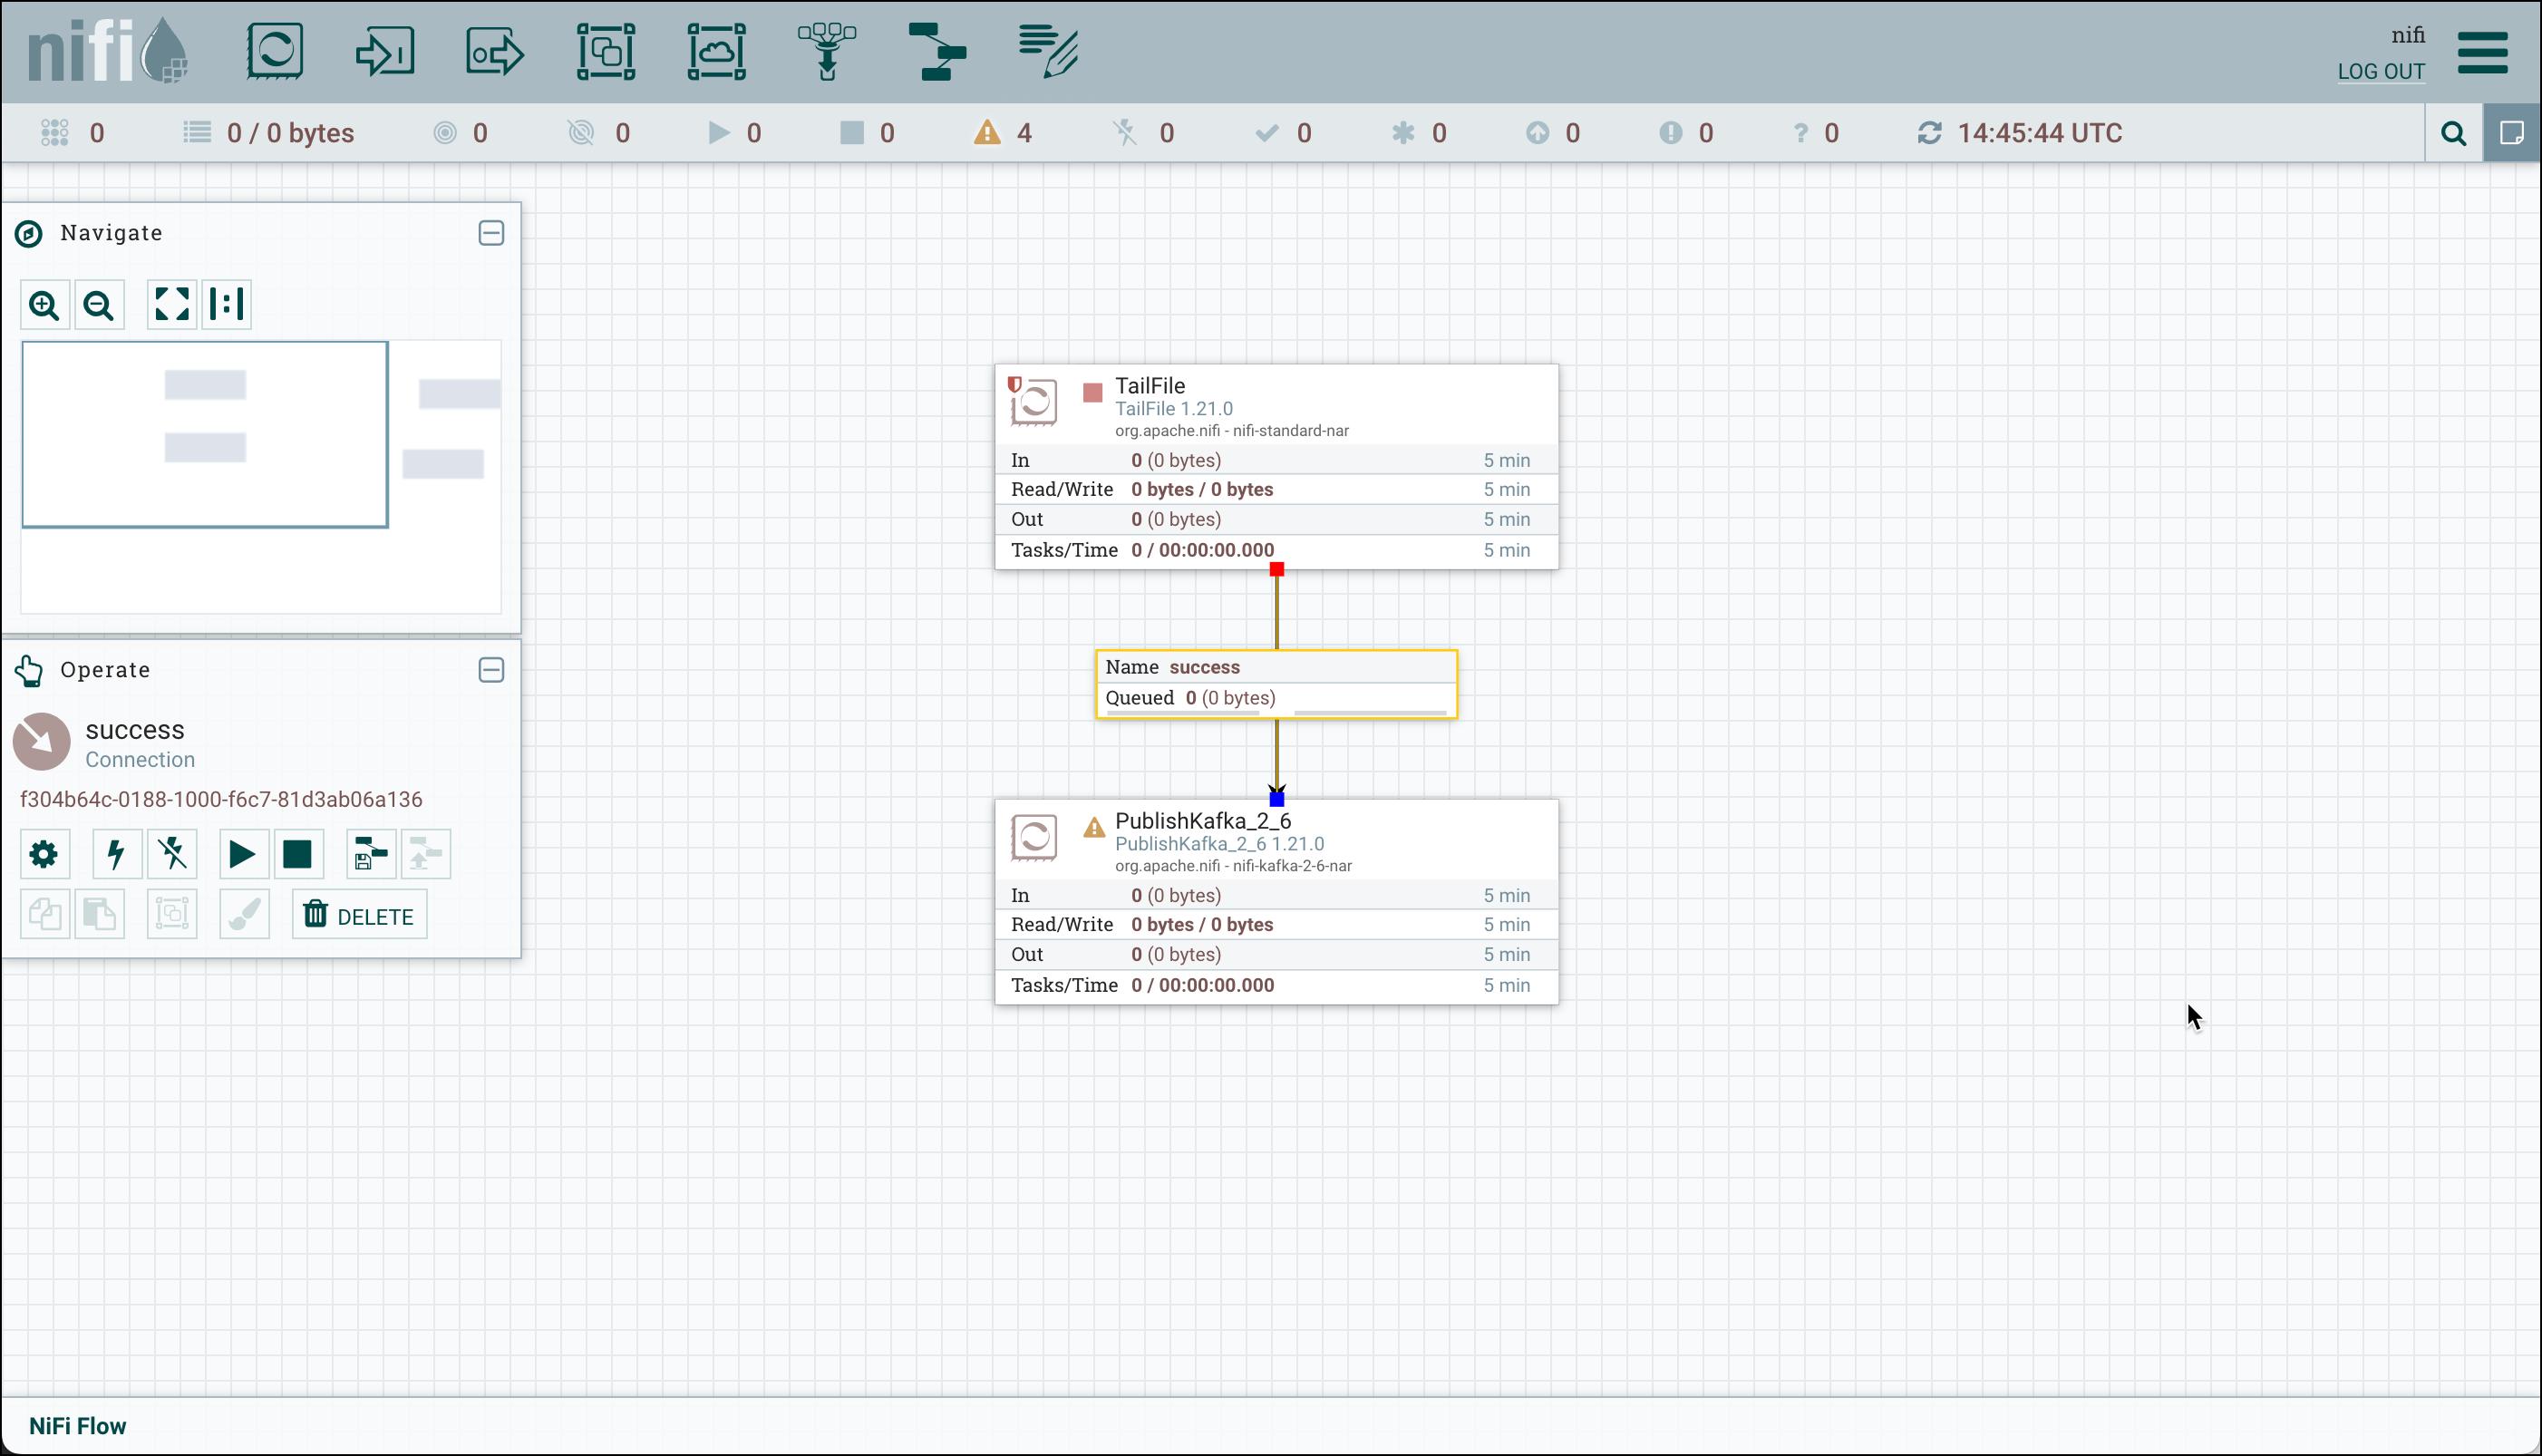 nifi
nifi
LOG OUT
0
0 / 0 bytes
0
0
0
0
4
0
0
0
0
0
? 0
14:45:44 UTC
Navigate
Operate
success
Connection
f304b64c-0188-1000-f6c7-81d3ab06a136
DELETE
TailFile
TailFile 1.21.0
org.apache.nifi - nifi-standard-nar
In 0 (0 bytes) 5 min
Read/Write 0 bytes / 0 bytes 5 min
Out 0 (0 bytes) 5 min
Tasks/Time 0 / 00:00:00.000 5 min
Name success
Queued 0 (0 bytes)
PublishKafka_2_6
PublishKafka_2_6 1.21.0
org.apache.nifi - nifi-kafka-2-6-nar
In 0 (0 bytes) 5 min
Read/Write 0 bytes / 0 bytes 5 min
Out 0 (0 bytes) 5 min
Tasks/Time 0 / 00:00:00.000 5 min
NiFi Flow